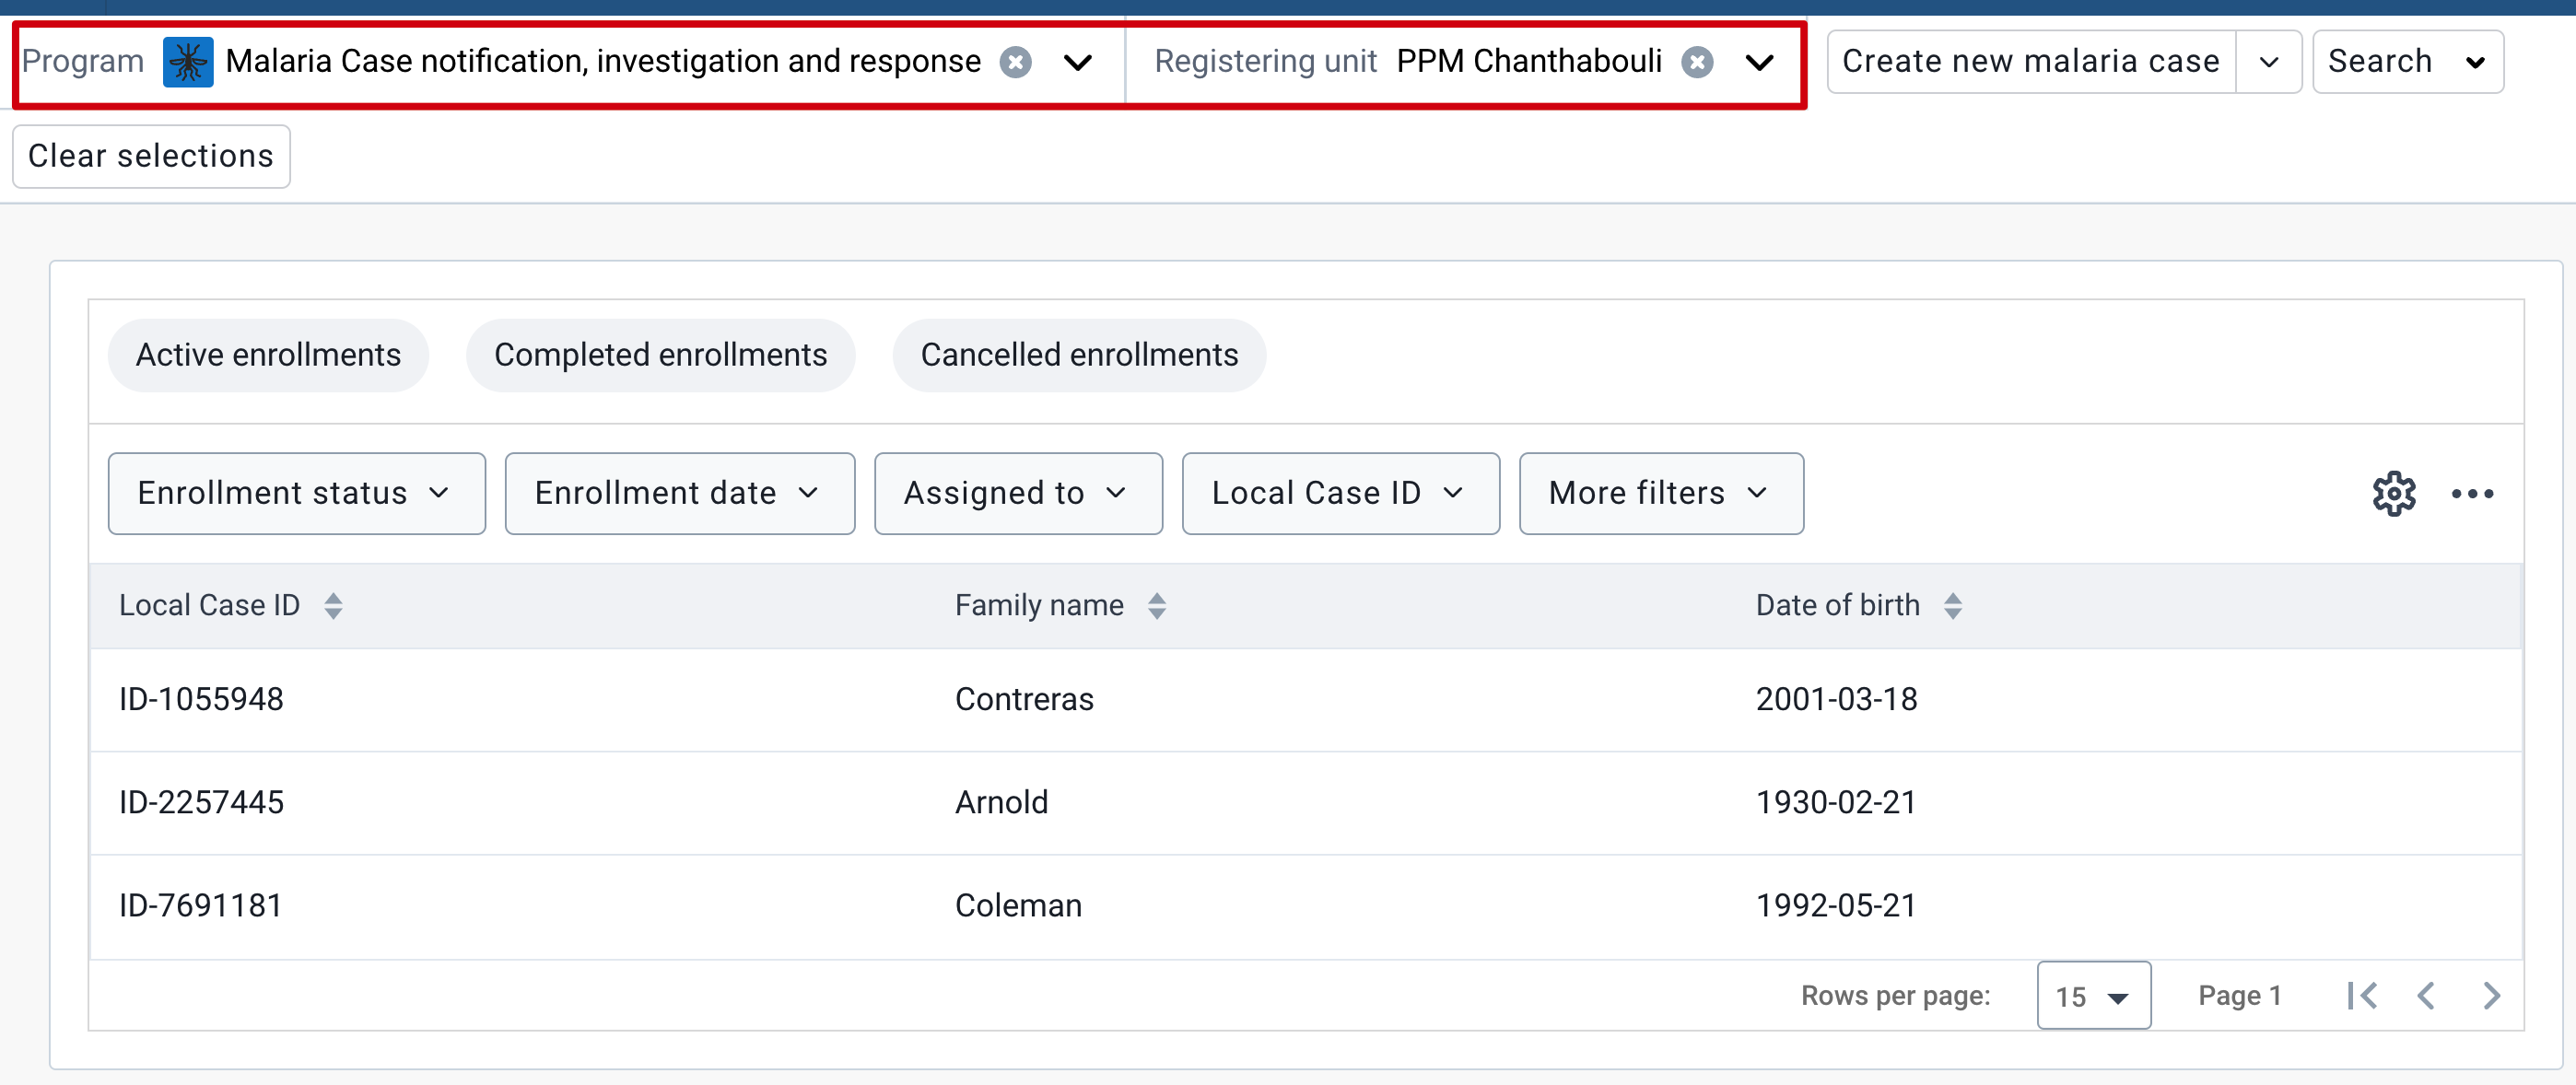 Program Malaria Case notification, investigation and response Registering unit PPM Chanthabouli Create new malaria case Search
Clear selections
Active enrollments Completed enrollments Cancelled enrollments
Enrollment status Enrollment date Assigned to Local Case ID More filters
Local Case ID Family name Date of birth
ID-1055948 Contreras 2001-03-18
ID-2257445 Arnold 1930-02-21
ID-7691181 Coleman 1992-05-21
Rows per page: 15 Page 1